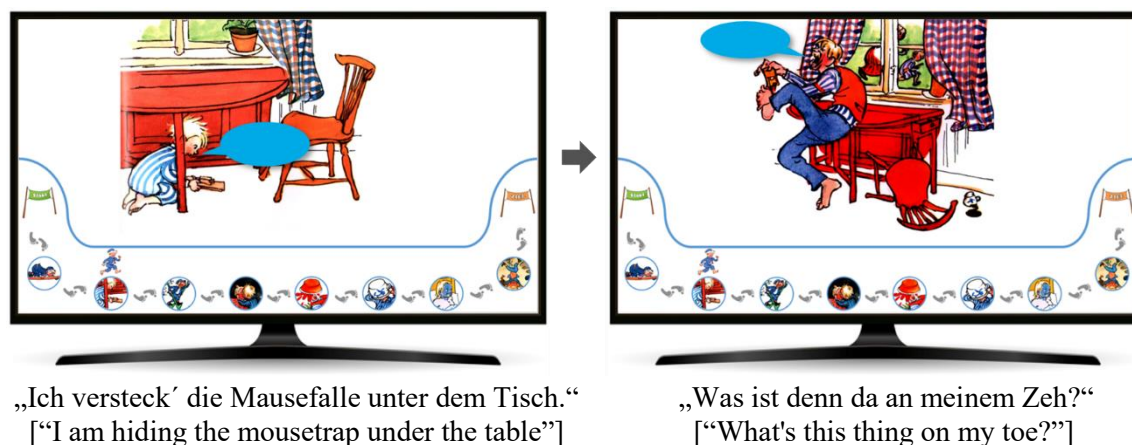 „Ich versteck´ die Mausefalle unter dem Tisch.“
[“I am hiding the mousetrap under the table”]
„Was ist denn da an meinem Zeh?“
[“What's this thing on my toe?”]